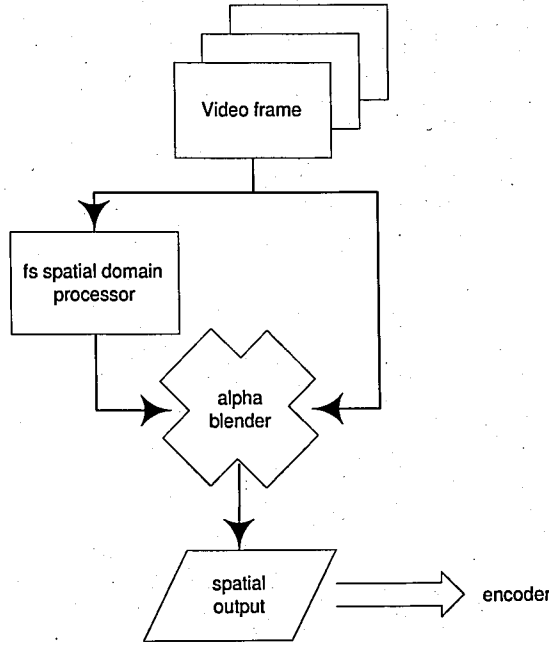 Video frame
fs spatial domain
processor
alpha
blender
spatial
output
encoder